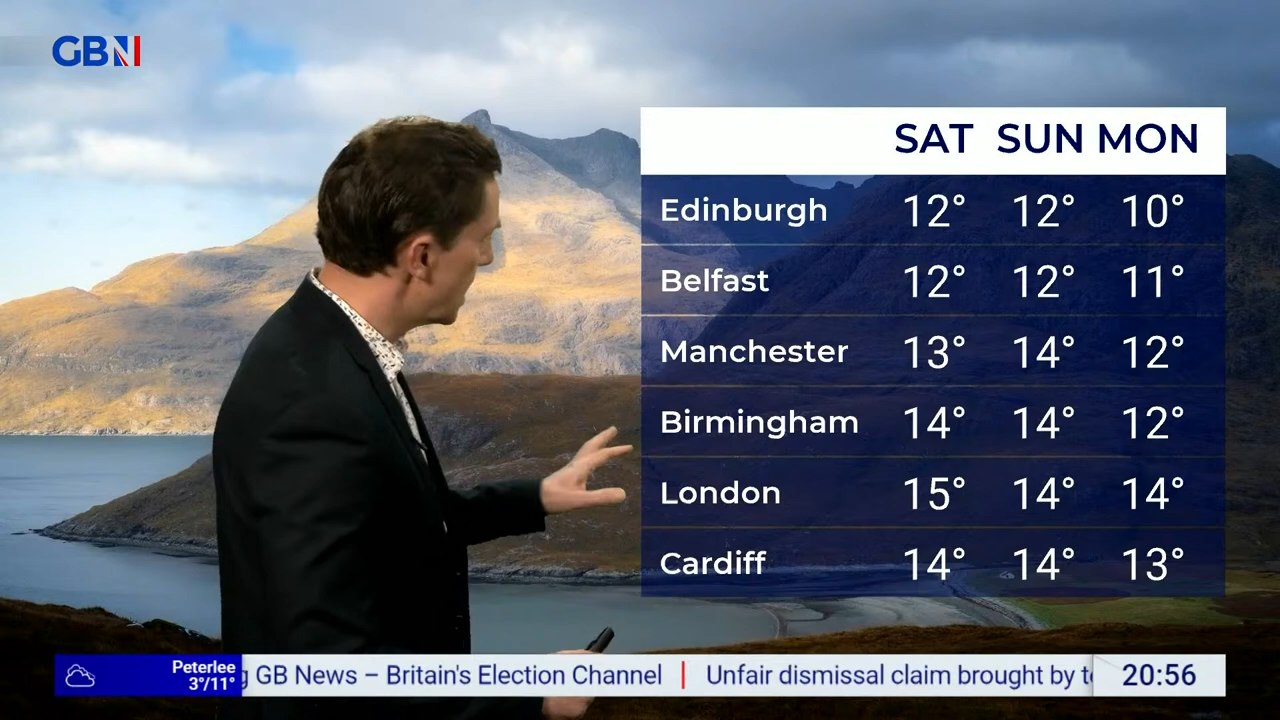 GBN
SAT SUN MON
Edinburgh 12° 12° 10°
Belfast 12° 12° 11°
Manchester 13° 14° 12°
Birmingham 14° 14° 12°
London 15° 14° 14°
Cardiff 14° 14° 13°
Peterlee
3°/11°
GB News – Britain's Election Channel | Unfair dismissal claim brought by
20:56